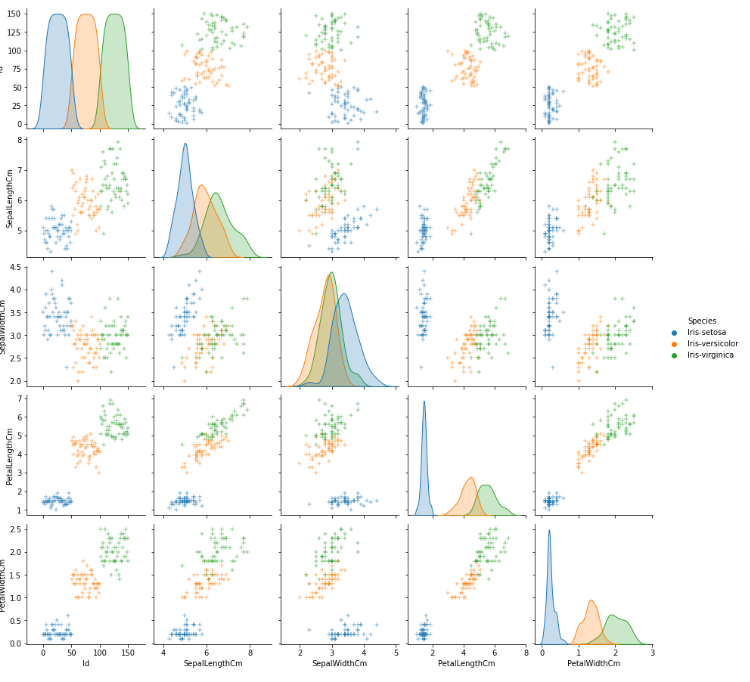 150
125
100
75
50
25
0
Id
8
7
6
5
SepalLengthCm
4.5
4.0
3.5
3.0
2.5
2.0
SepalWidthCm
Species
Iris-setosa
Iris-versicolor
Iris-virginica
7
6
5
4
3
2
1
PetalLengthCm
2.5
2.0
1.5
1.0
0.5
0.0
PetalWidthCm
0 50 100 150
Id
4 6 8
SepalLengthCm
2 3 4 5
SepalWidthCm
2 4 6 8
PetalLengthCm
0 1 2 3
PetalWidthCm